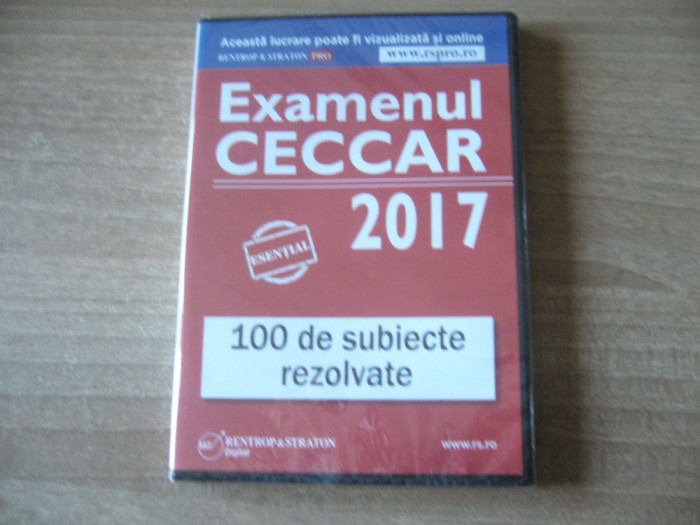 Această lucrare poate fi vizualizată și online
RENTROP & STRATON PRO www.rspro.ro
Examenul
CECCAR
2017
ESENȚIAL
100 de subiecte
rezolvate
RENTROP & STRATON
Digital
www.rs.ro